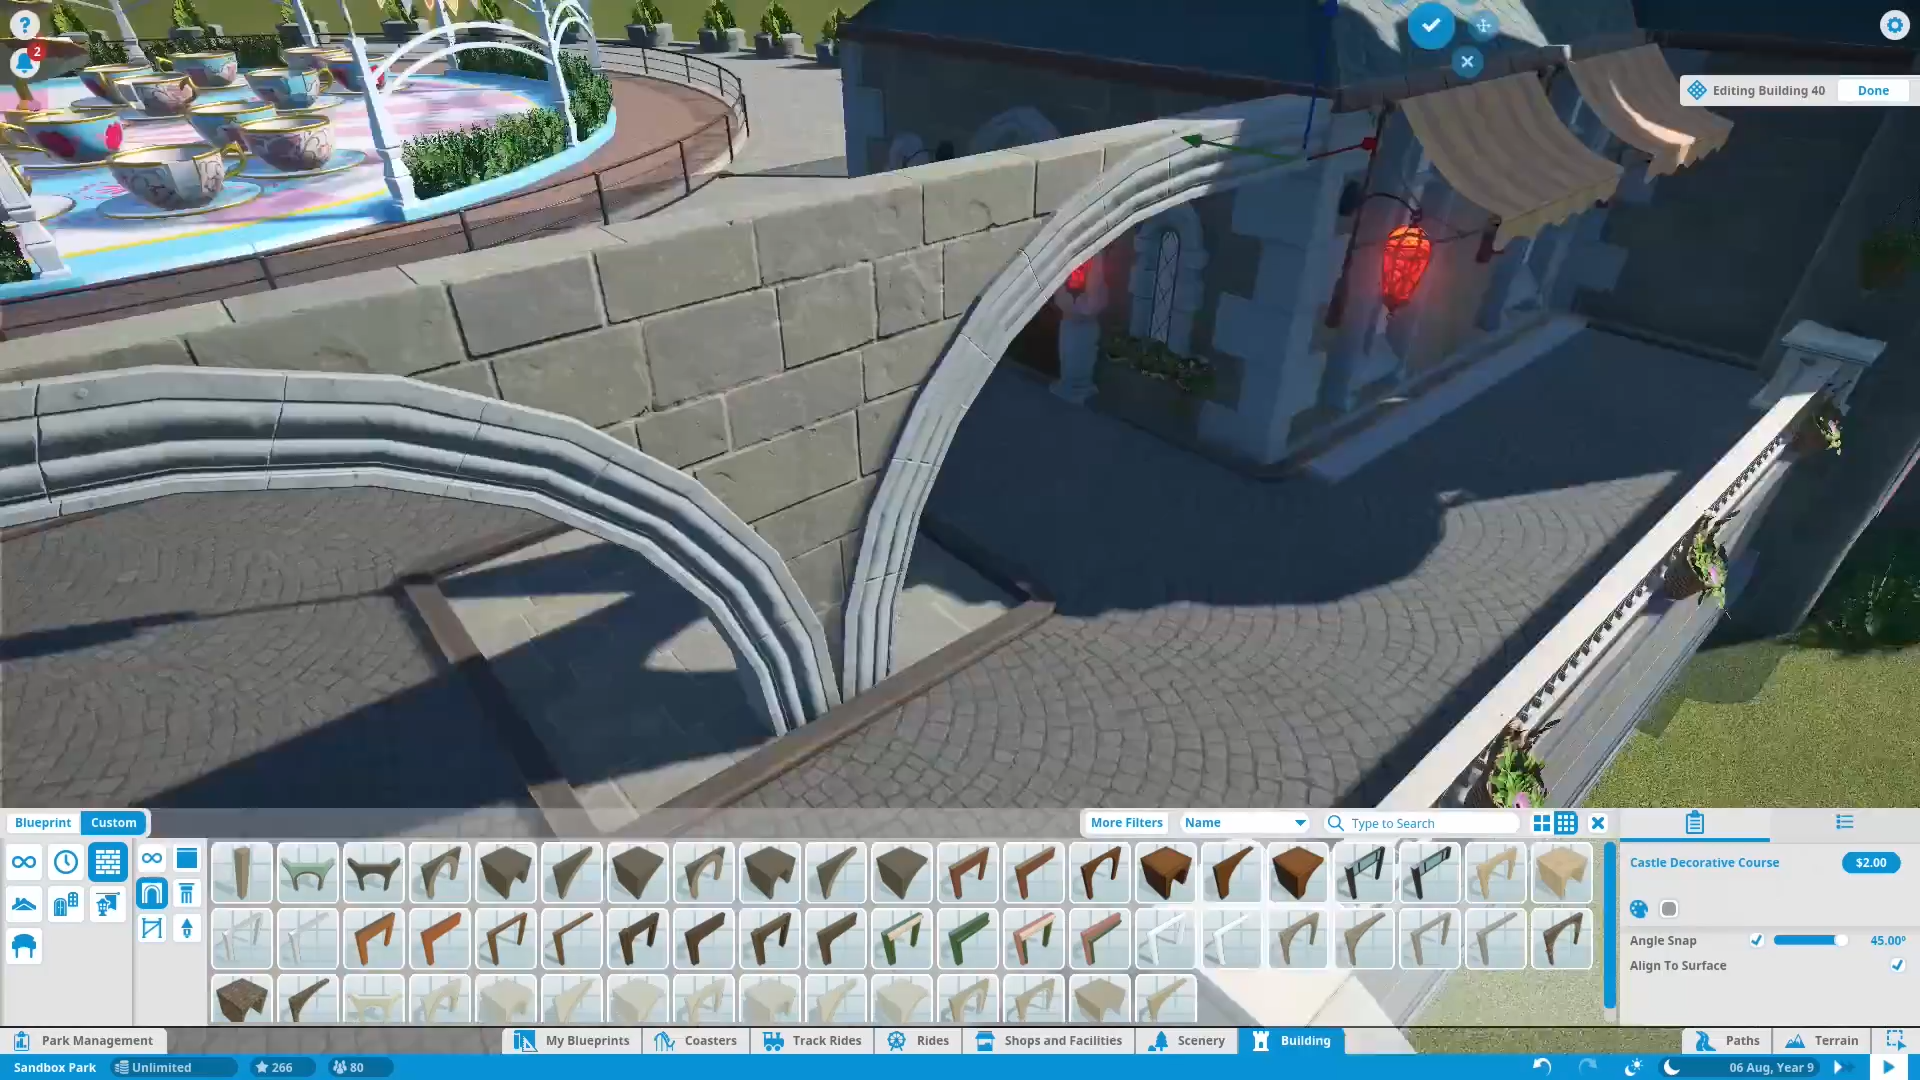 ?
2
Editing Building 40
Done
Blueprint
Custom
More Filters
Name
Type to Search
Castle Decorative Course
$2.00
Angle Snap
45.00°
Align To Surface
Park Management
My Blueprints
Coasters
Track Rides
Rides
Shops and Facilities
Scenery
Building
Paths
Terrain
Sandbox Park
Unlimited
266
80
06 Aug, Year 9